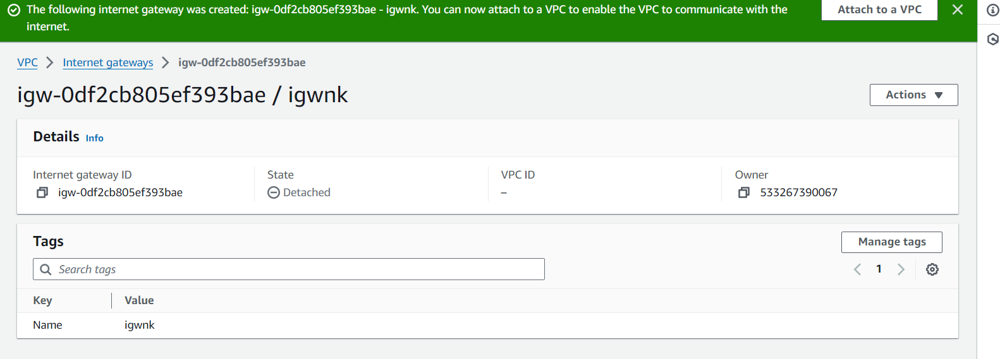 The following internet gateway was created: igw-0df2cb805ef393bae - igwnk. You can now attach to a VPC to enable the VPC to communicate with the
internet.
Attach to a VPC
VPC Internet gateways igw-0df2cb805ef393bae
igw-0df2cb805ef393bae / igwnk
Actions
Details Info
Internet gateway ID State VPC ID Owner
igw-0df2cb805ef393bae Detached – 533267390067
Tags
Manage tags
Search tags
1
Key Value
Name igwnk